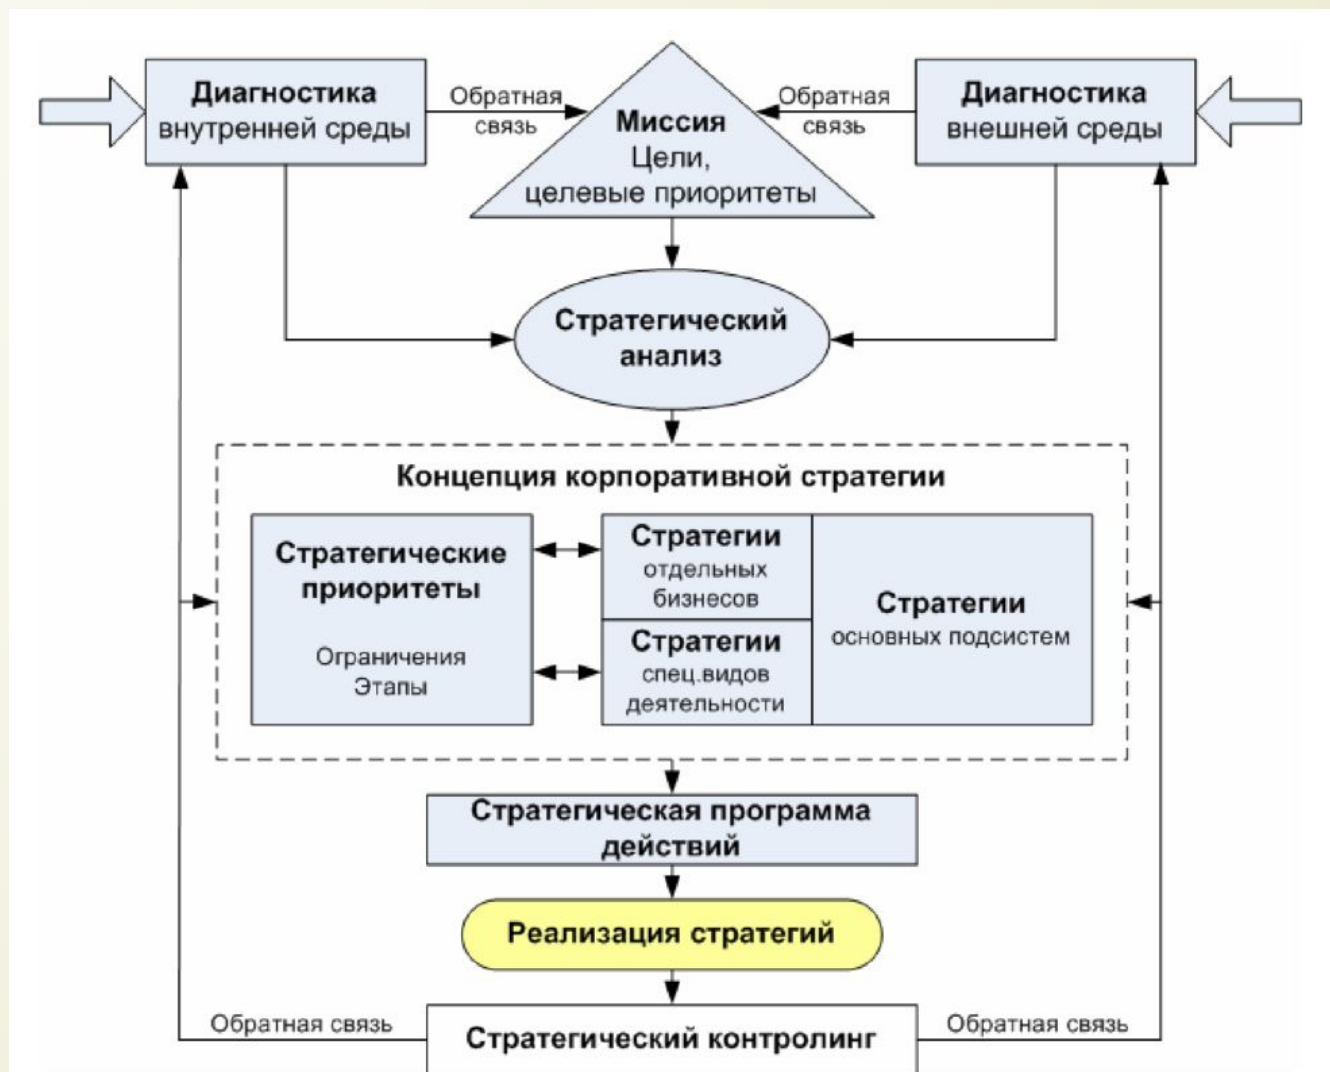 Диагностика
внутренней среды
Обратная
связь
Миссия
Цели,
целевые приоритеты
Обратная
связь
Диагностика
внешней среды
Стратегический
анализ
Концепция корпоративной стратегии
Стратегические
приоритеты
Ограничения
Этапы
Стратегии
отдельных
бизнесов
Стратегии
спец.видов
деятельности
Стратегии
основных подсистем
Стратегическая программа
действий
Реализация стратегий
Обратная связь
Стратегический контролинг
Обратная связь